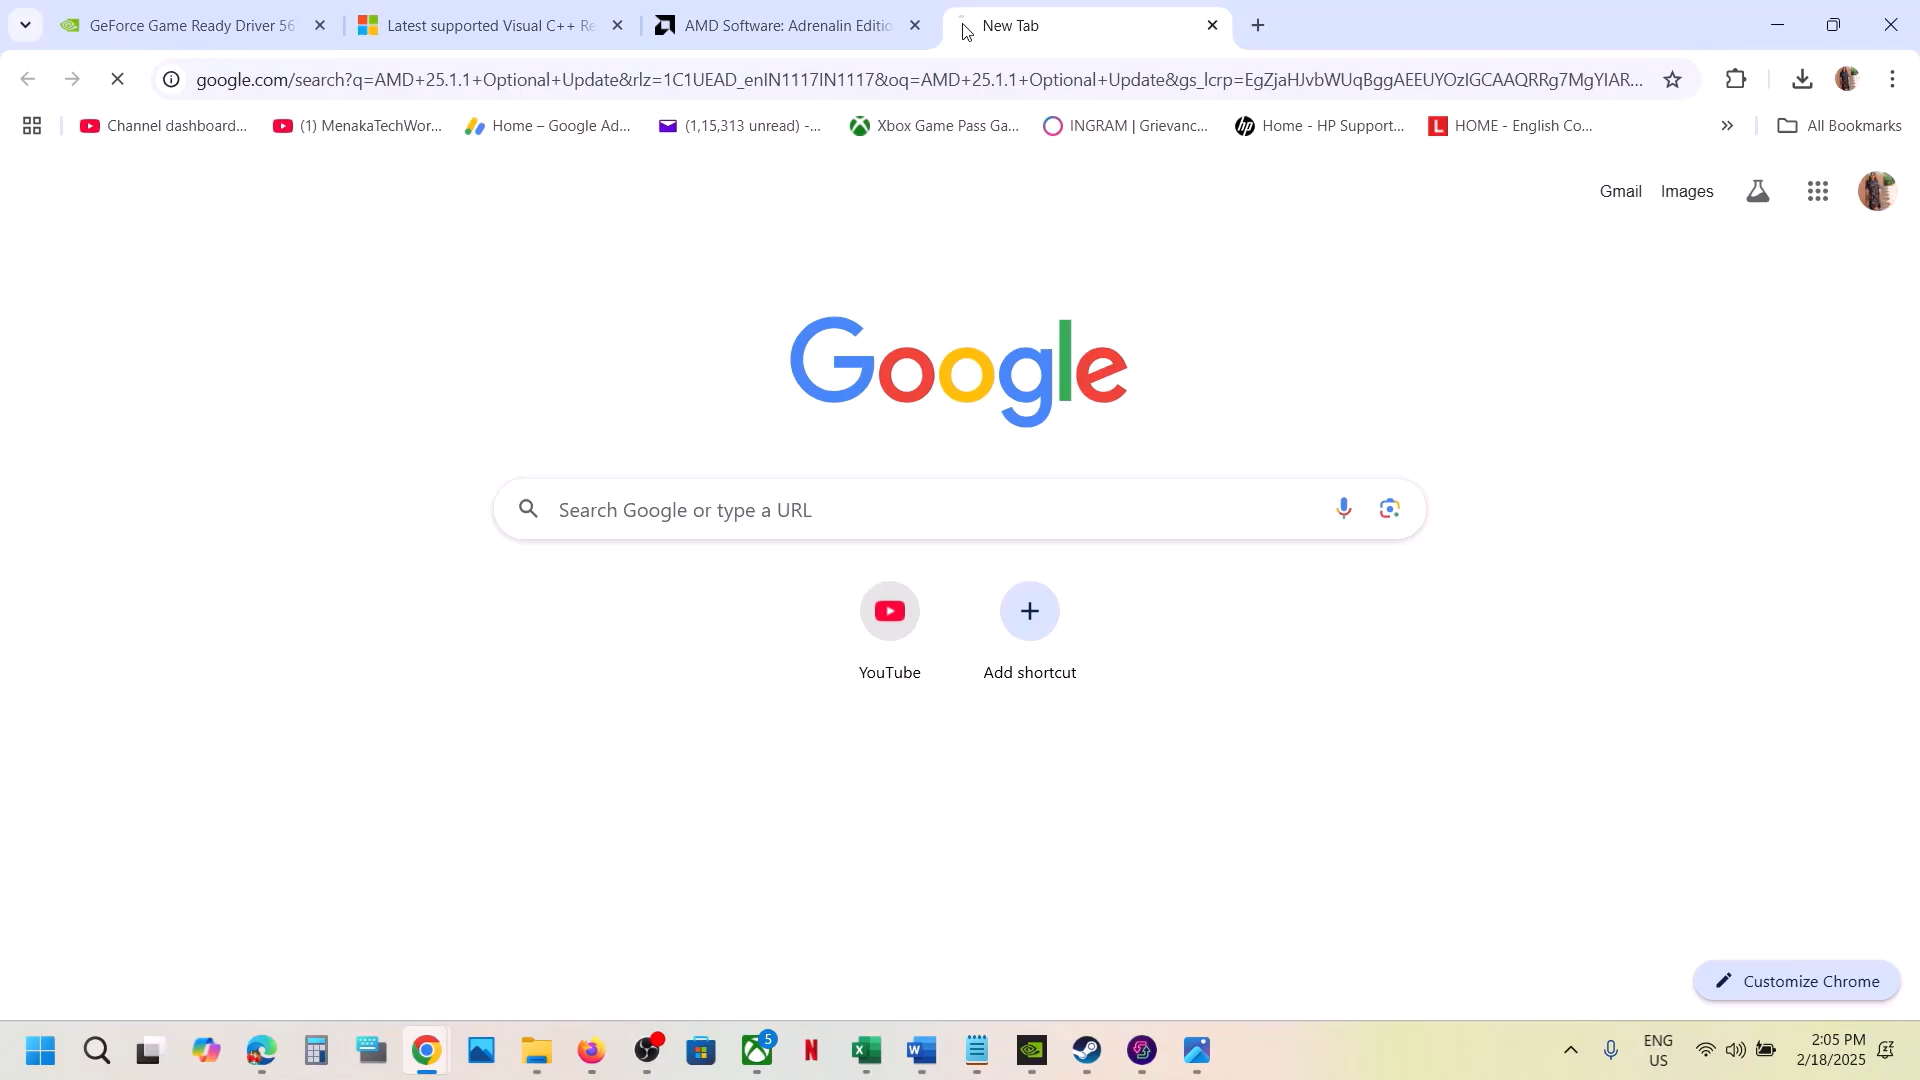 GeForce Game Ready Driver 56
Latest supported Visual C++ Re
AMD Software: Adrenalin Editio
New Tab
google.com/search?q=AMD+25.1.1+Optional+Update&rlz=1C1UEAD_enIN1117IN1117&oq=AMD+25.1.1+Optional+Update&gs_lcrp=EgZjaHJvbWUqBggAEEUYOzIGCAAQRRg7MgYIAR...
Channel dashboard...
(1) MenakaTechWor...
Home – Google Ad...
(1,15,313 unread) -...
Xbox Game Pass Ga...
INGRAM | Grievanc...
Home - HP Support...
HOME - English Co...
All Bookmarks
Gmail
Images
Google
Search Google or type a URL
YouTube
Add shortcut
Customize Chrome
5
ENG
US
2:05 PM
2/18/2025